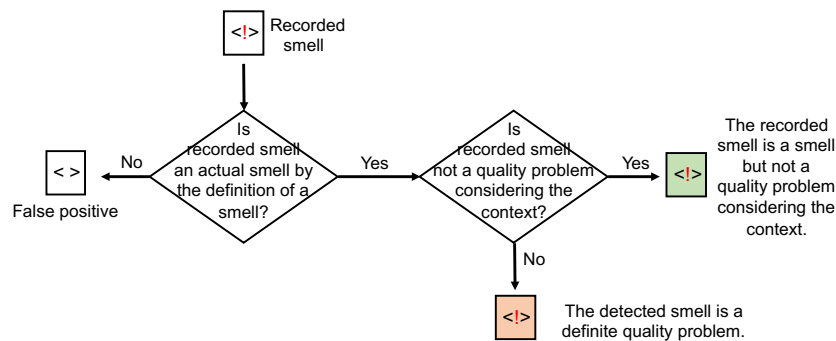 <!>
Recorded
smell
Is
recorded smell
an actual smell by
the definition of a
smell?
No
< >
False positive
Yes
Is
recorded smell
not a quality problem
considering the
context?
Yes
<!>
The recorded
smell is a smell
but not a
quality problem
considering the
context.
No
<!>
The detected smell is a
definite quality problem.